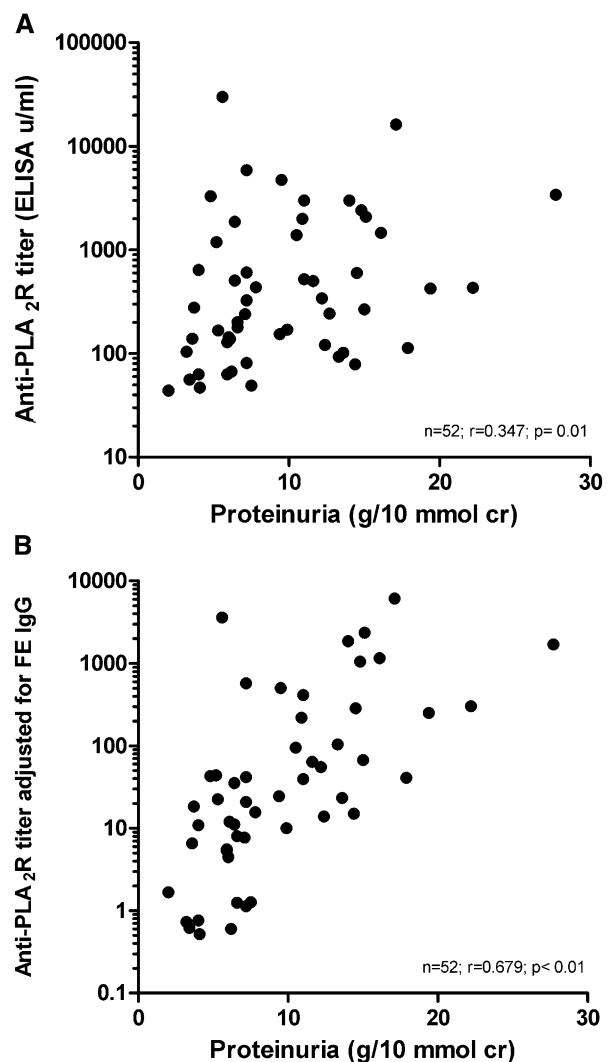 A
Anti-PLA 2R titer (ELISA u/ml)
100000
10000
1000
100
10
n=52; r=0.347; p= 0.01
0
10
20
30
Proteinuria (g/10 mmol cr)
B
Anti-PLA2R titer adjusted for FE IgG
10000
1000
100
10
1
0.1
n=52; r=0.679; p< 0.01
0
10
20
30
Proteinuria (g/10 mmol cr)